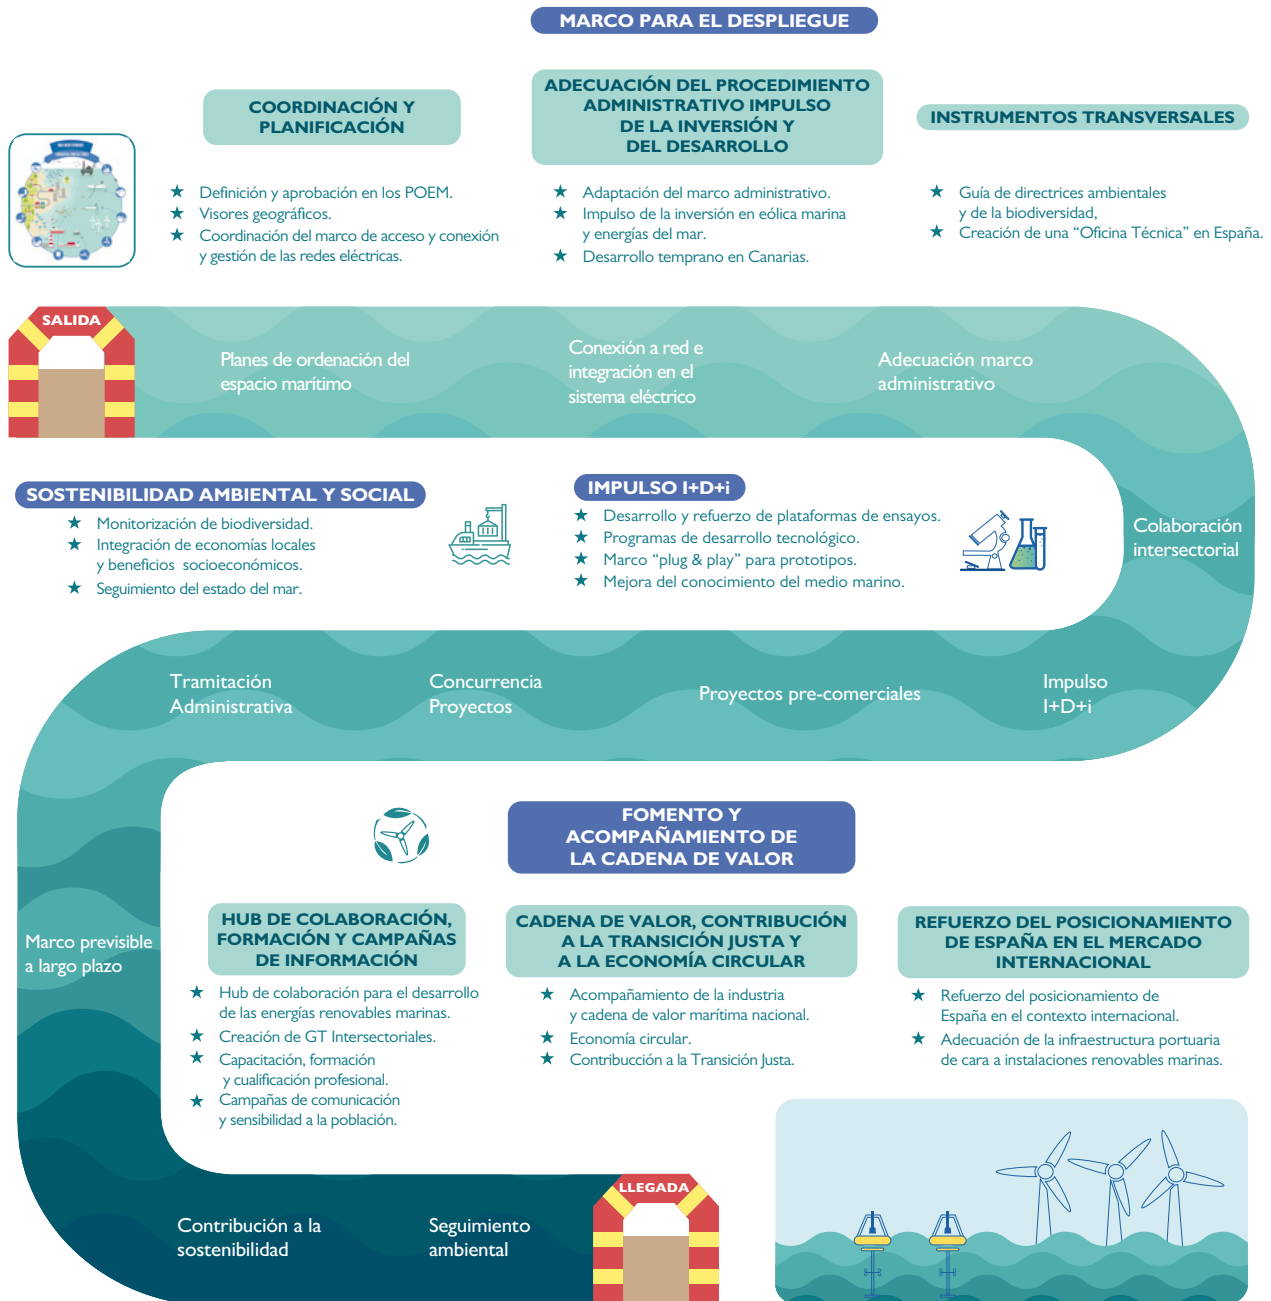 MARCO PARA EL DESPLIEGUE
COORDINACIÓN Y
PLANIFICACIÓN
★ Definición y aprobación en los POEM.
★ Visores geográficos.
★ Coordinación del marco de acceso y conexión
y gestión de las redes eléctricas.
ADECUACIÓN DEL PROCEDIMIENTO
ADMINISTRATIVO IMPULSO
DE LA INVERSIÓN Y
DEL DESARROLLO
★ Adaptación del marco administrativo.
★ Impulso de la inversión en eólica marina
y energías del mar.
★ Desarrollo temprano en Canarias.
INSTRUMENTOS TRANSVERSALES
★ Guía de directrices ambientales
y de la biodiversidad,
★ Creación de una “Oficina Técnica” en España.
SALIDA
Planes de ordenación del
espacio marítimo
Conexión a red e
integración en el
sistema eléctrico
Adecuación marco
administrativo
SOSTENIBILIDAD AMBIENTAL Y SOCIAL
★ Monitorización de biodiversidad.
★ Integración de economías locales
y beneficios socioeconómicos.
★ Seguimiento del estado del mar.
IMPULSO I+D+i
★ Desarrollo y refuerzo de plataformas de ensayos.
★ Programas de desarrollo tecnológico.
★ Marco “plug & play” para prototipos.
★ Mejora del conocimiento del medio marino.
Colaboración
intersectorial
Tramitación
Administrativa
Concurrencia
Proyectos
Proyectos pre-comerciales
Impulso
I+D+i
FOMENTO Y
ACOMPAÑAMIENTO DE
LA CADENA DE VALOR
Marco previsible
a largo plazo
HUB DE COLABORACIÓN,
FORMACIÓN Y CAMPAÑAS
DE INFORMACIÓN
★ Hub de colaboración para el desarrollo
de las energías renovables marinas.
★ Creación de GT Intersectoriales.
★ Capacitación, formación
y cualificación profesional.
★ Campañas de comunicación
y sensibilidad a la población.
CADENA DE VALOR, CONTRIBUCIÓN
A LA TRANSICIÓN JUSTA Y
A LA ECONOMÍA CIRCULAR
★ Acompañamiento de la industria
y cadena de valor marítima nacional.
★ Economía circular.
★ Contribucción a la Transición Justa.
REFUERZO DEL POSICIONAMIENTO
DE ESPAÑA EN EL MERCADO
INTERNACIONAL
★ Refuerzo del posicionamiento de
España en el contexto internacional.
★ Adecuación de la infraestructura portuaria
de cara a instalaciones renovables marinas.
Contribución a la
sostenibilidad
Seguimiento
ambiental
LLEGADA